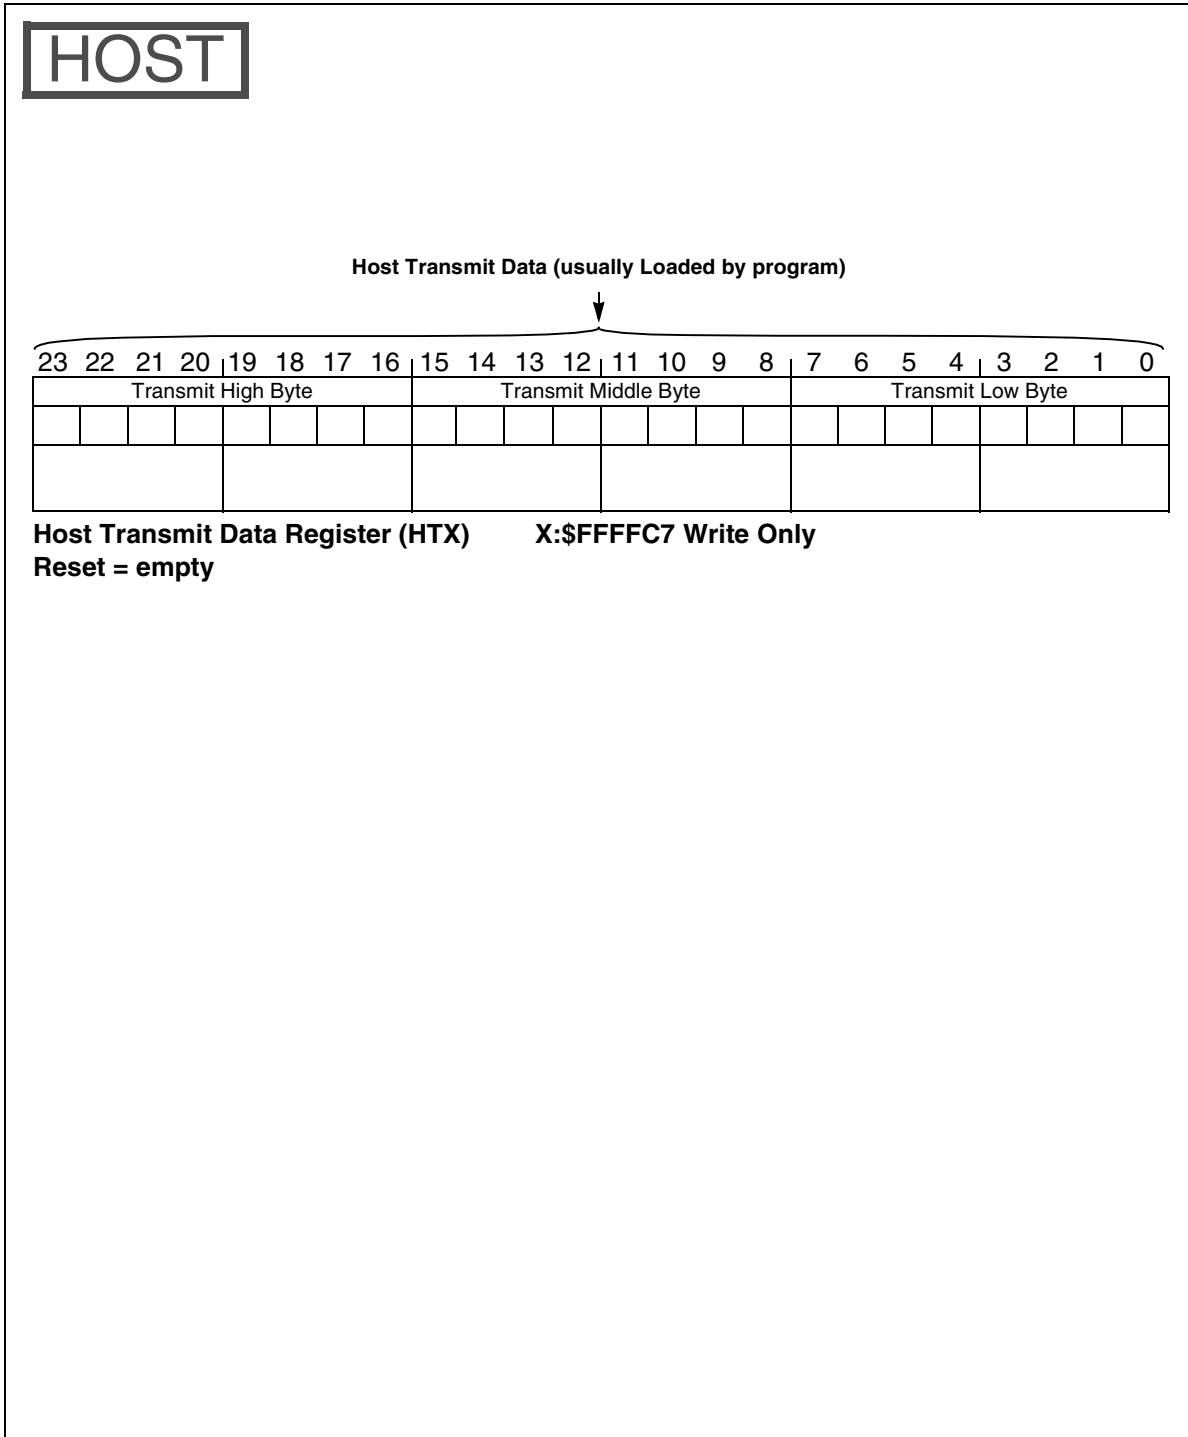 HOST
Host Transmit Data (usually Loaded by program)
23 22 21 20 19 18 17 16 15 14 13 12 11 10 9 8 7 6 5 4 3 2 1 0
Transmit High Byte Transmit Middle Byte Transmit Low Byte
Host Transmit Data Register (HTX) X:$FFFFC7 Write Only
Reset = empty